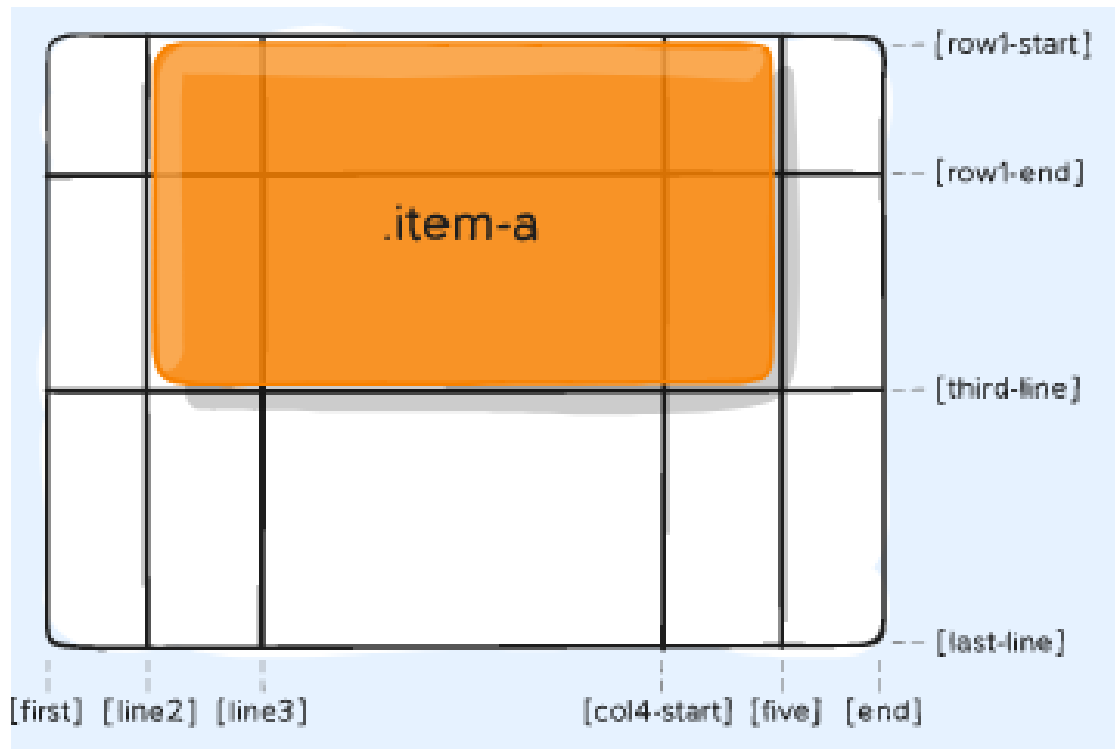 [row1-start]
[row1-end]
.item-a
[third-line]
[last-line]
[first] [line2] [line3] [col4-start] [five] [end]